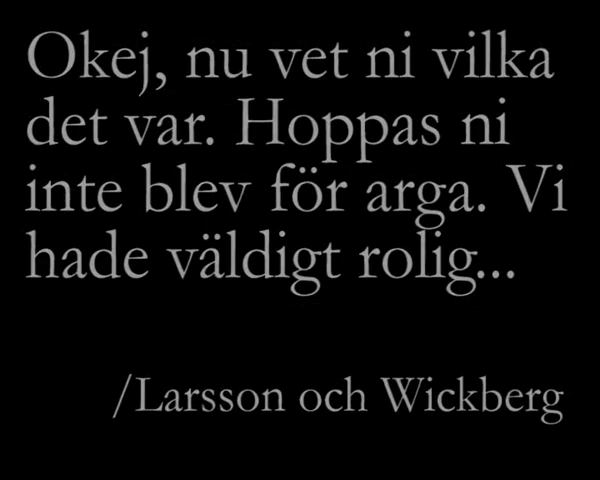 Okej, nu vet ni vilka
det var. Hoppas ni
inte blev för arga. Vi
hade väldigt rolig...
/Larsson och Wickberg